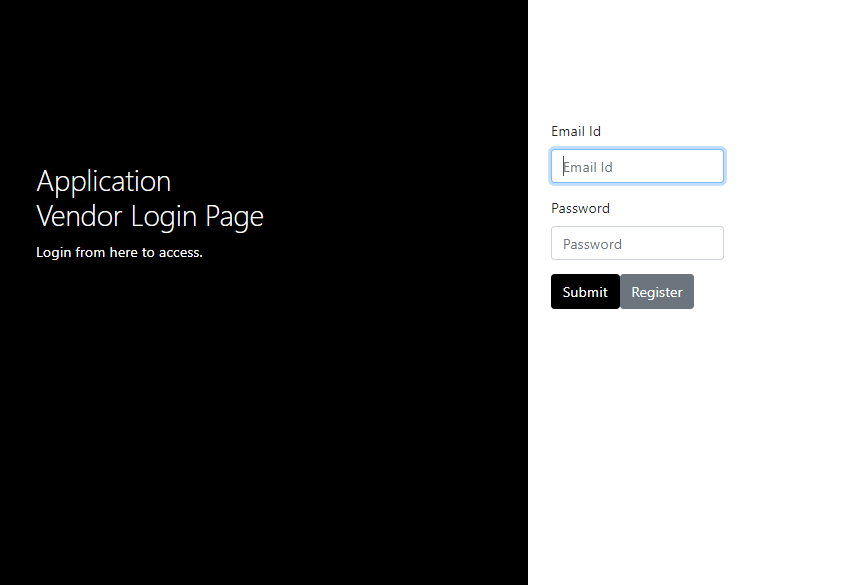 Application
Vendor Login Page
Login from here to access.
Email Id
Email Id
Password
Password
Submit
Register